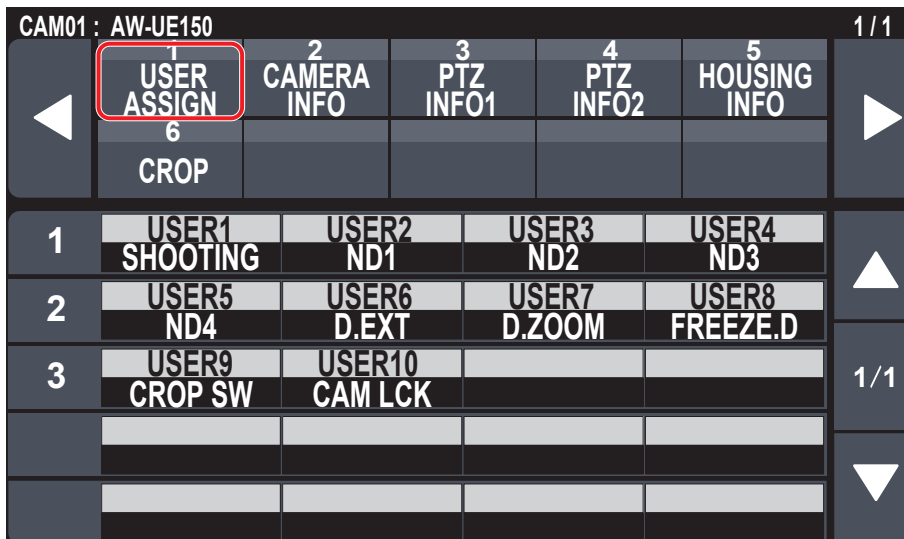 CAM01 : AW-UE150 1 / 1
1 2 3 4 5
USER CAMERA PTZ PTZ HOUSING
ASSIGN INFO INFO1 INFO2 INFO
6
CROP
1 USER1 USER2 USER3 USER4
SHOOTING ND1 ND2 ND3
2 USER5 USER6 USER7 USER8
ND4 D.EXT D.ZOOM FREEZE.D
3 USER9 USER10 1/1
CROP SW CAM LCK